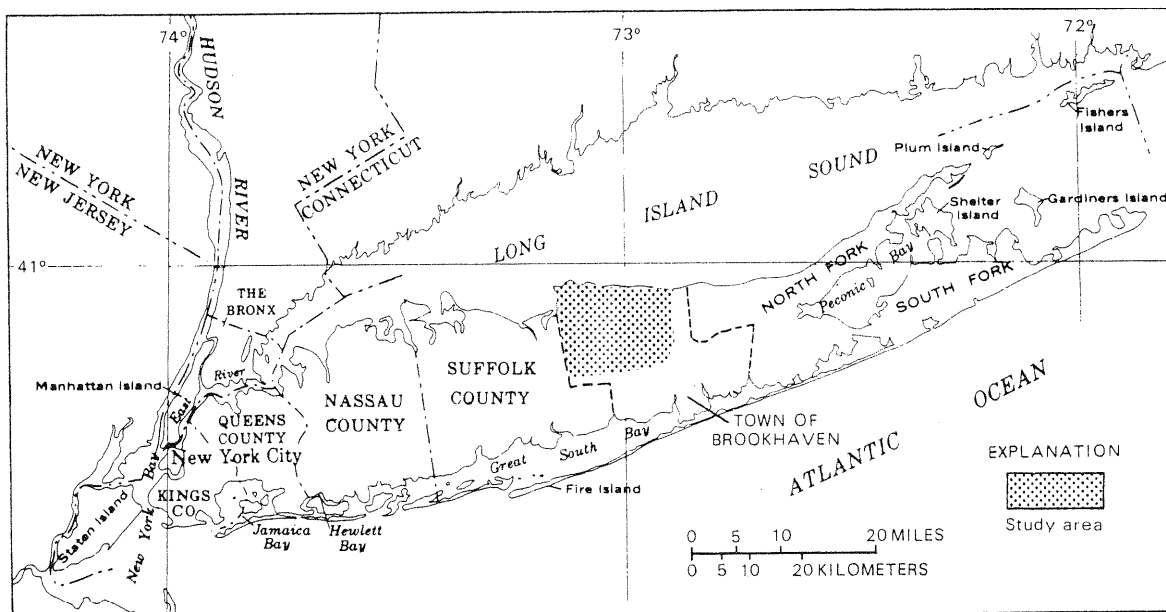 74°
73°
72°
HUDSON
RIVER
NEW YORK
NEW JERSEY
NEW YORK
CONNECTICUT
LONG
ISLAND
SOUND
Fishers
Island
Plum Island
Shelter
Island
Gardiners Island
41°
THE
BRONX
NORTH FORK
Peconic
Bay
SOUTH FORK
Manhattan Island
East
River
NASSAU
COUNTY
SUFFOLK
COUNTY
QUEENS
COUNTY
New York City
TOWN OF
BROOKHAVEN
Great South Bay
Fire Island
ATLANTIC
OCEAN
KINGS
CO
Staten Island
New York
Bay
Jamaica
Bay
Hewlett
Bay
EXPLANATION
Study area
0 5 10 20 MILES
0 5 10 20 KILOMETERS